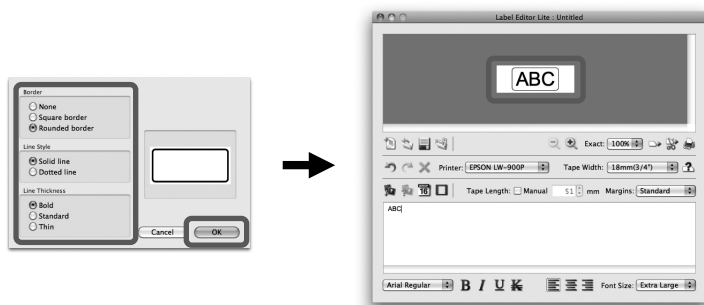 Border
None
Square border
Rounded border
Line Style
Solid line
Dotted line
Line Thickness
Bold
Standard
Thin
Cancel
OK
Label Editor Lite : Untitled
ABC
Exact: 100%
Printer: EPSON LW-900P Tape Width: 18mm(3/4")
16 Tape Length: Manual 51 mm Margins: Standard
ABC
Arial Regular B I U K Font Size: Extra Large